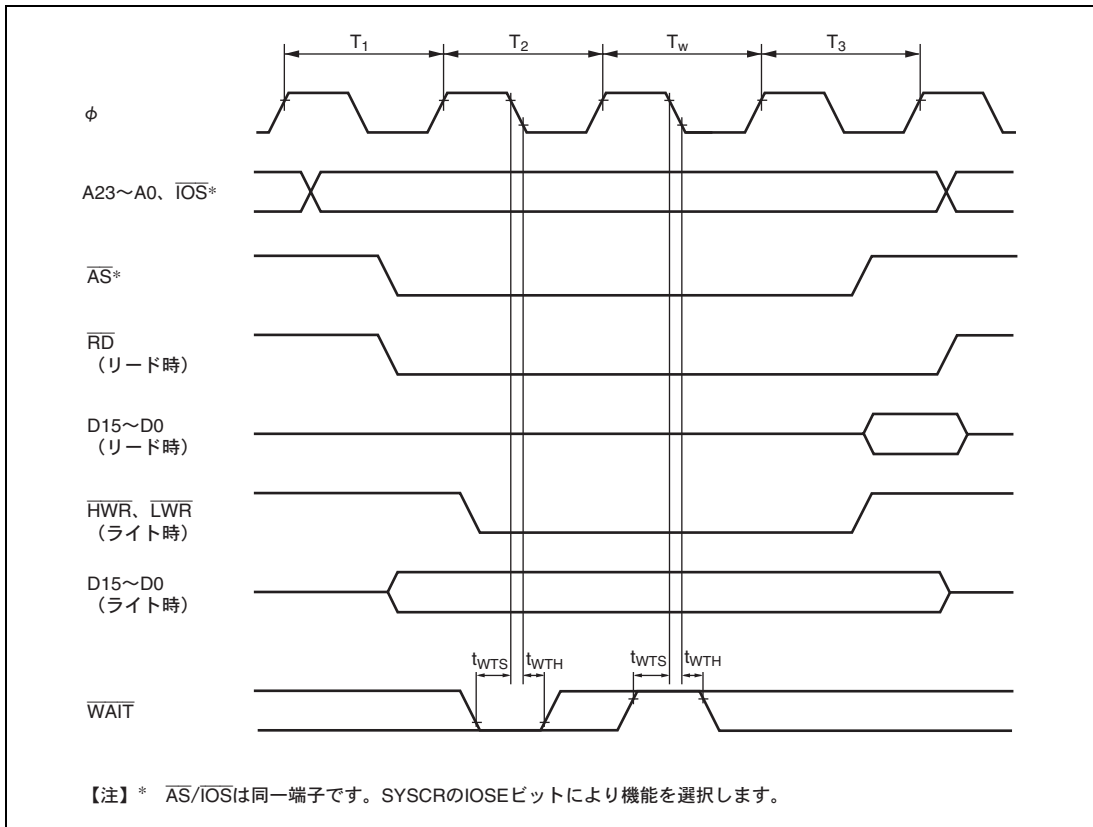 T1 T2 Tw T3
φ
A23～A0、IOS*
AS*
RD
（リード時）
D15～D0
（リード時）
HWR、LWR
（ライト時）
D15～D0
（ライト時）
tWTS tWTH tWTS tWTH
WAIT
【注】* AS/IOSは同一端子です。SYSCRのIOSEビットにより機能を選択します。